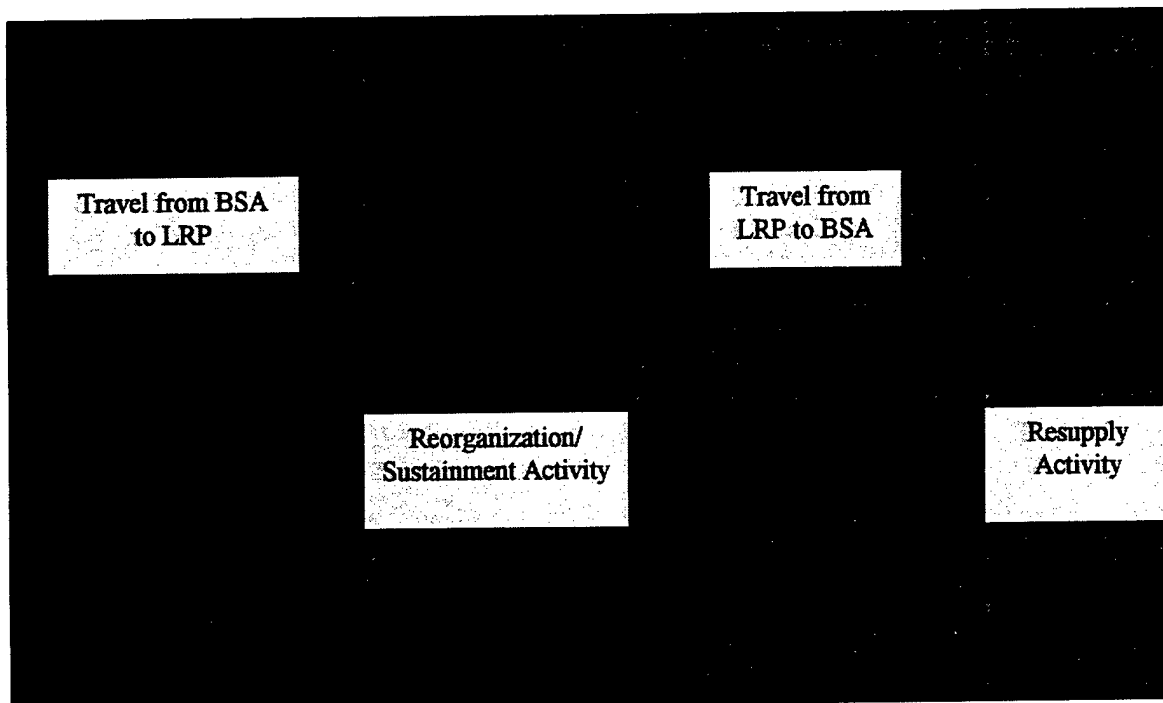 Travel from BSA
to LRP
Travel from
LRP to BSA
Reorganization/
Sustainment Activity
Resupply
Activity